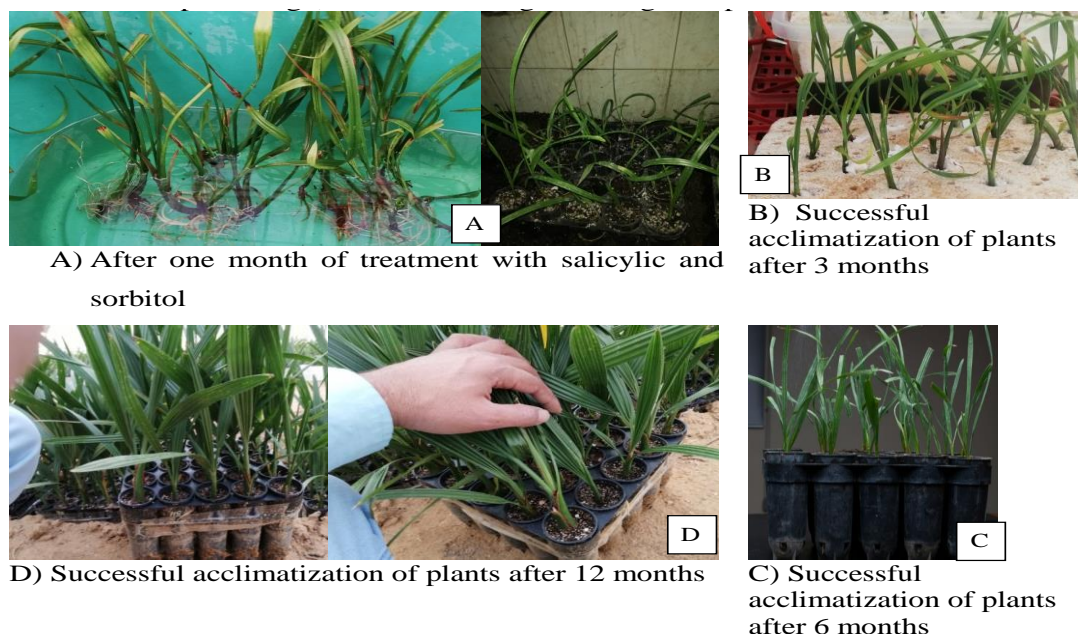 A
B
A) After one month of treatment with salicylic and
sorbitol
B) Successful
acclimatization of plants
after 3 months
D
C
D) Successful acclimatization of plants after 12 months
C) Successful
acclimatization of plants
after 6 months